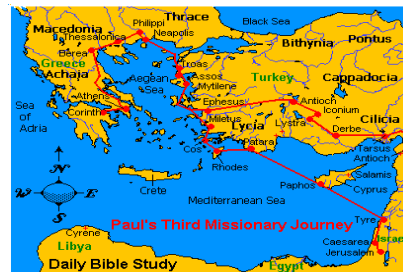 Thrace
Black Sea
Macedonia
Philippi
Neapolis
Thessalonica
Bithynia
Pontus
Berea
Greece
Troas
Achaja
Aegean
Sea
Assos
Mytilene
Turkey
Cappadocia
Athens
Ephesus
Antioch
Iconium
Sea
of
Adria
Corinth
Miletus
Lycia
Lystra
Derbe
Cilicia
Cos
Patara
Tarsus
Antioch
N
Rhodes
Salamis
W
E
Crete
Paphos
Cyprus
S
Mediterranean Sea
Tyre
Paul's Third Missionary Journey
Cyrene
Caesarea
Israel
Libya
Jerusalem
Daily Bible Study
Egypt